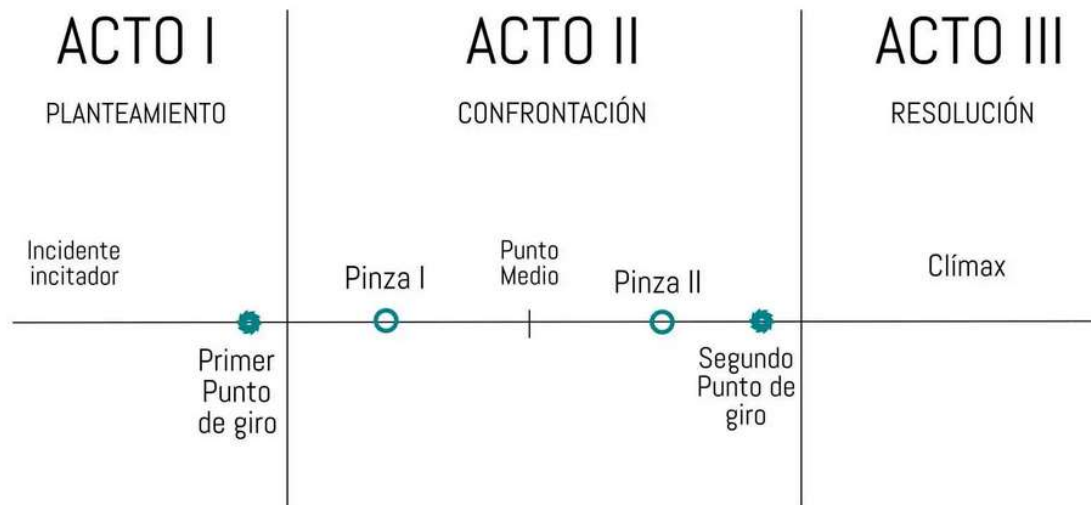 ACTO I
PLANTEAMIENTO
Incidente
incitador
Primer
Punto
de giro
ACTO II
CONFRONTACIÓN
Pinza I
Punto
Medio
Pinza II
Segundo
Punto de
giro
ACTO III
RESOLUCIÓN
Clímax